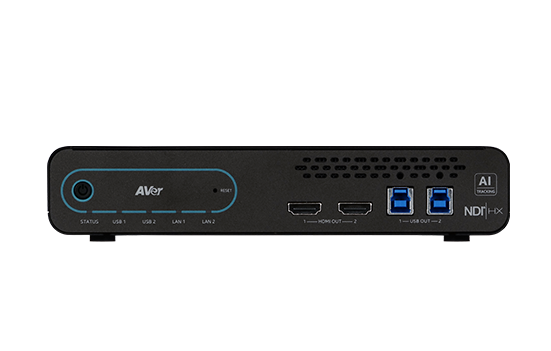 AVer
RESET
STATUS USB 1 USB 2 LAN 1 LAN 2
1 HDMI OUT 2
1 USB OUT 2
AI
TRACKING
NDI HX